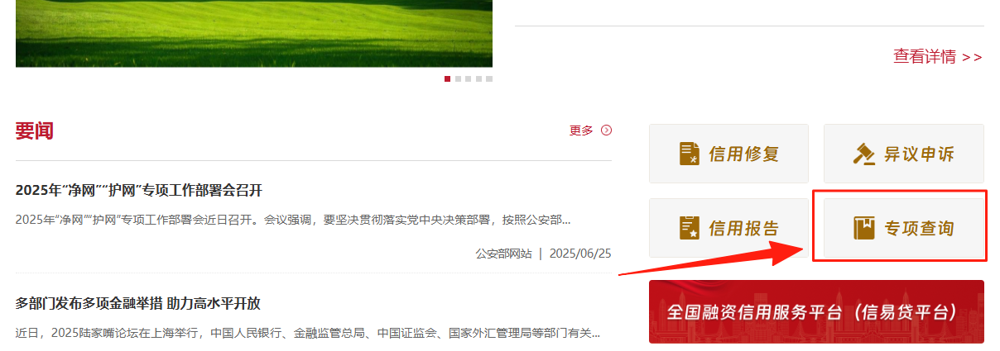 查看详情 >>
要闻
更多
2025年“净网”“护网”专项工作部署会召开
2025年“净网”“护网”专项工作部署会近日召开。会议强调，要坚决贯彻落实党中央决策部署，按照公安部...
公安部网站 | 2025/06/25
多部门发布多项金融举措 助力高水平开放
近日，2025陆家嘴论坛在上海举行，中国人民银行、金融监管总局、中国证监会、国家外汇管理局等部门有关...
信用修复
异议申诉
信用报告
专项查询
全国融资信用服务平台（信易贷平台）